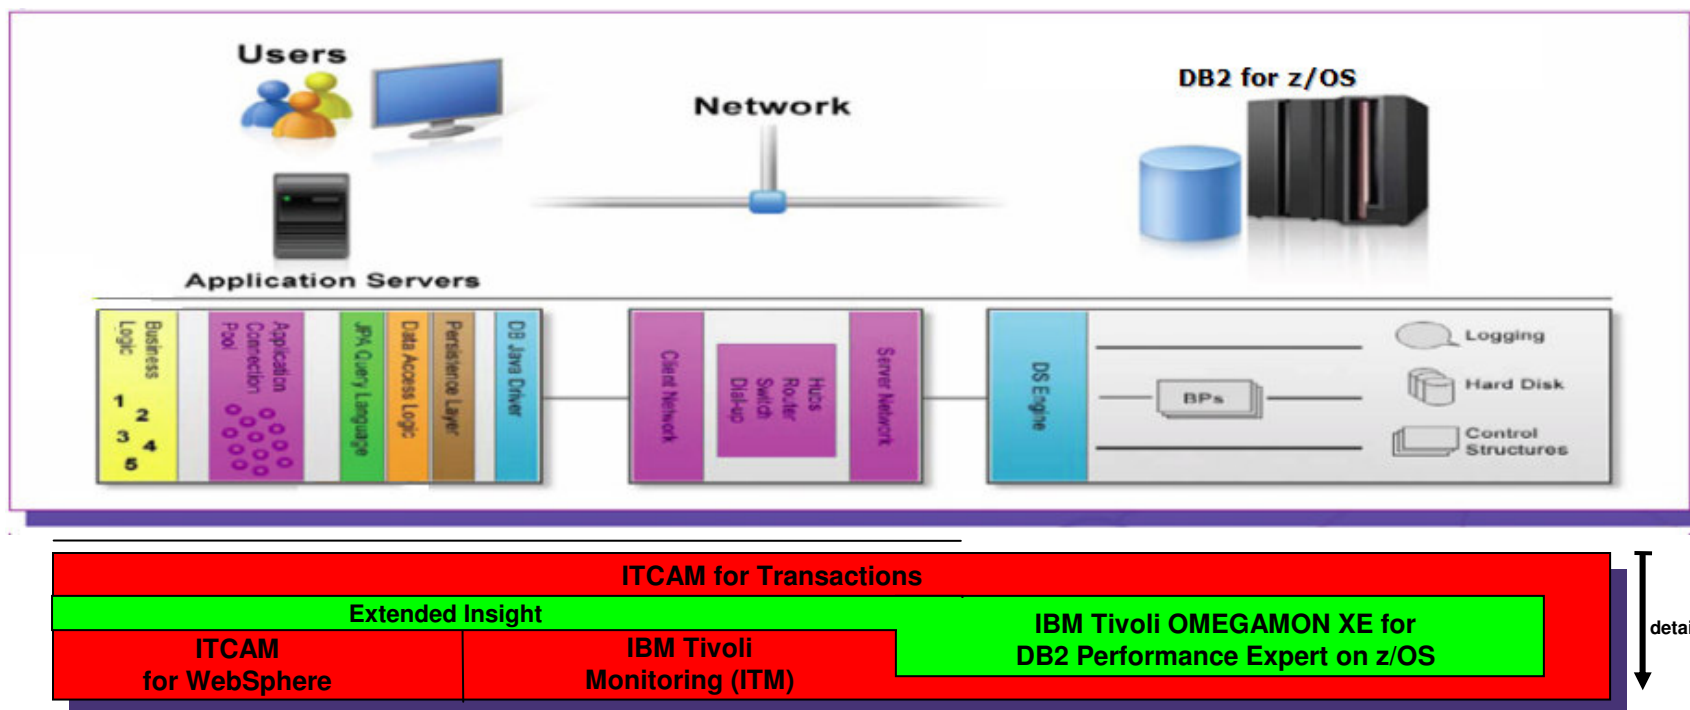 Users
Network
DB2 for z/OS
Application Servers
Business
Logic
1
2
3
4
5
Application
Connection
Pool
JPA Query Language
Data Access Logic
Persistence Layer
DB Java Driver
Client Network
Hubs
Router
Switch
Dial-up
Server Network
DS Engine
BPs
Logging
Hard Disk
Control
Structures
ITCAM for Transactions
Extended Insight
ITCAM
for WebSphere
IBM Tivoli
Monitoring (ITM)
IBM Tivoli OMEGAMON XE for
DB2 Performance Expert on z/OS
detai